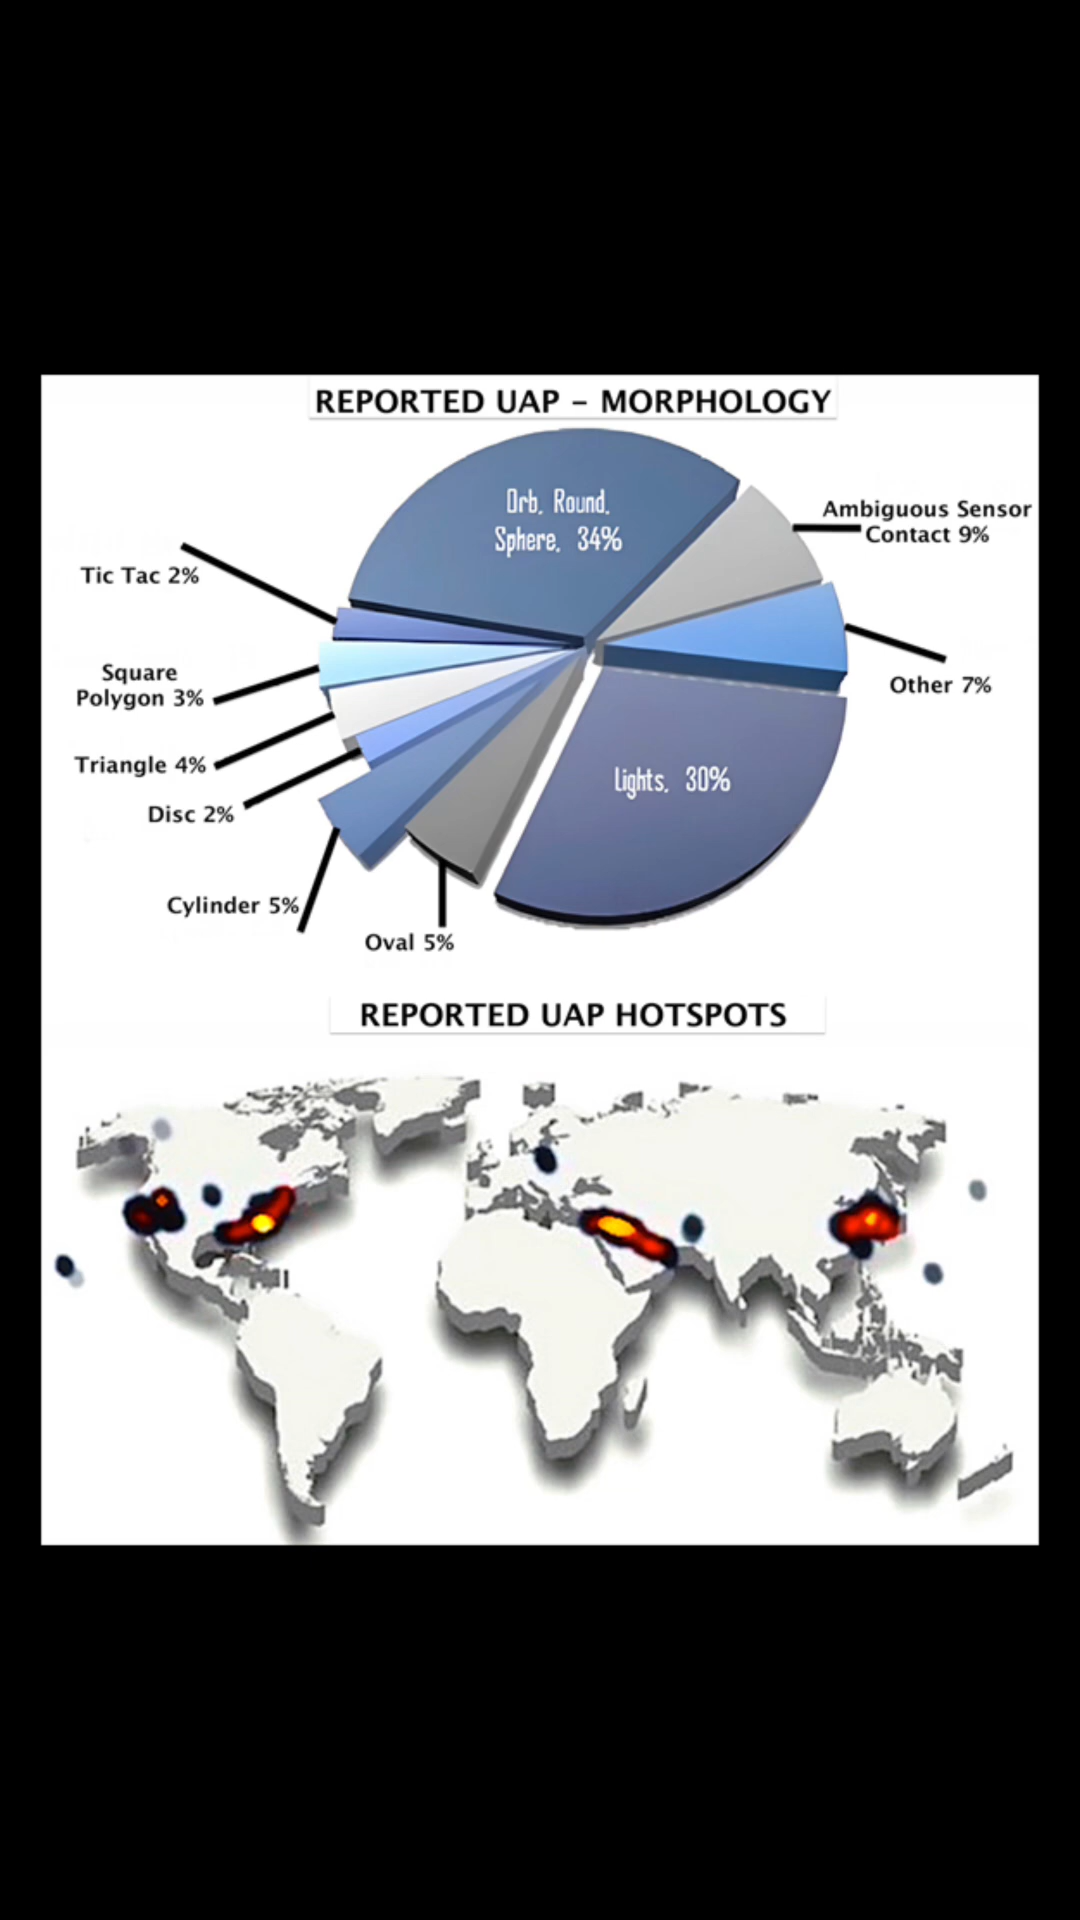 REPORTED UAP – MORPHOLOGY
Orb, Round,
Sphere, 34%
Ambiguous Sensor
Contact 9%
Tic Tac 2%
Square
Polygon 3%
Other 7%
Triangle 4%
Lights, 30%
Disc 2%
Cylinder 5%
Oval 5%
REPORTED UAP HOTSPOTS